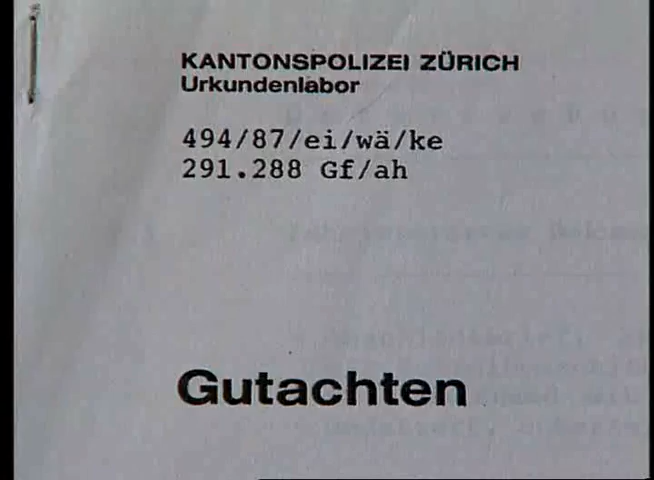 KANTONSPOLIZEI ZÜRICH
Urkundenlabor
494/87/ei/wä/ke
291.288 Gf/ah
Gutachten